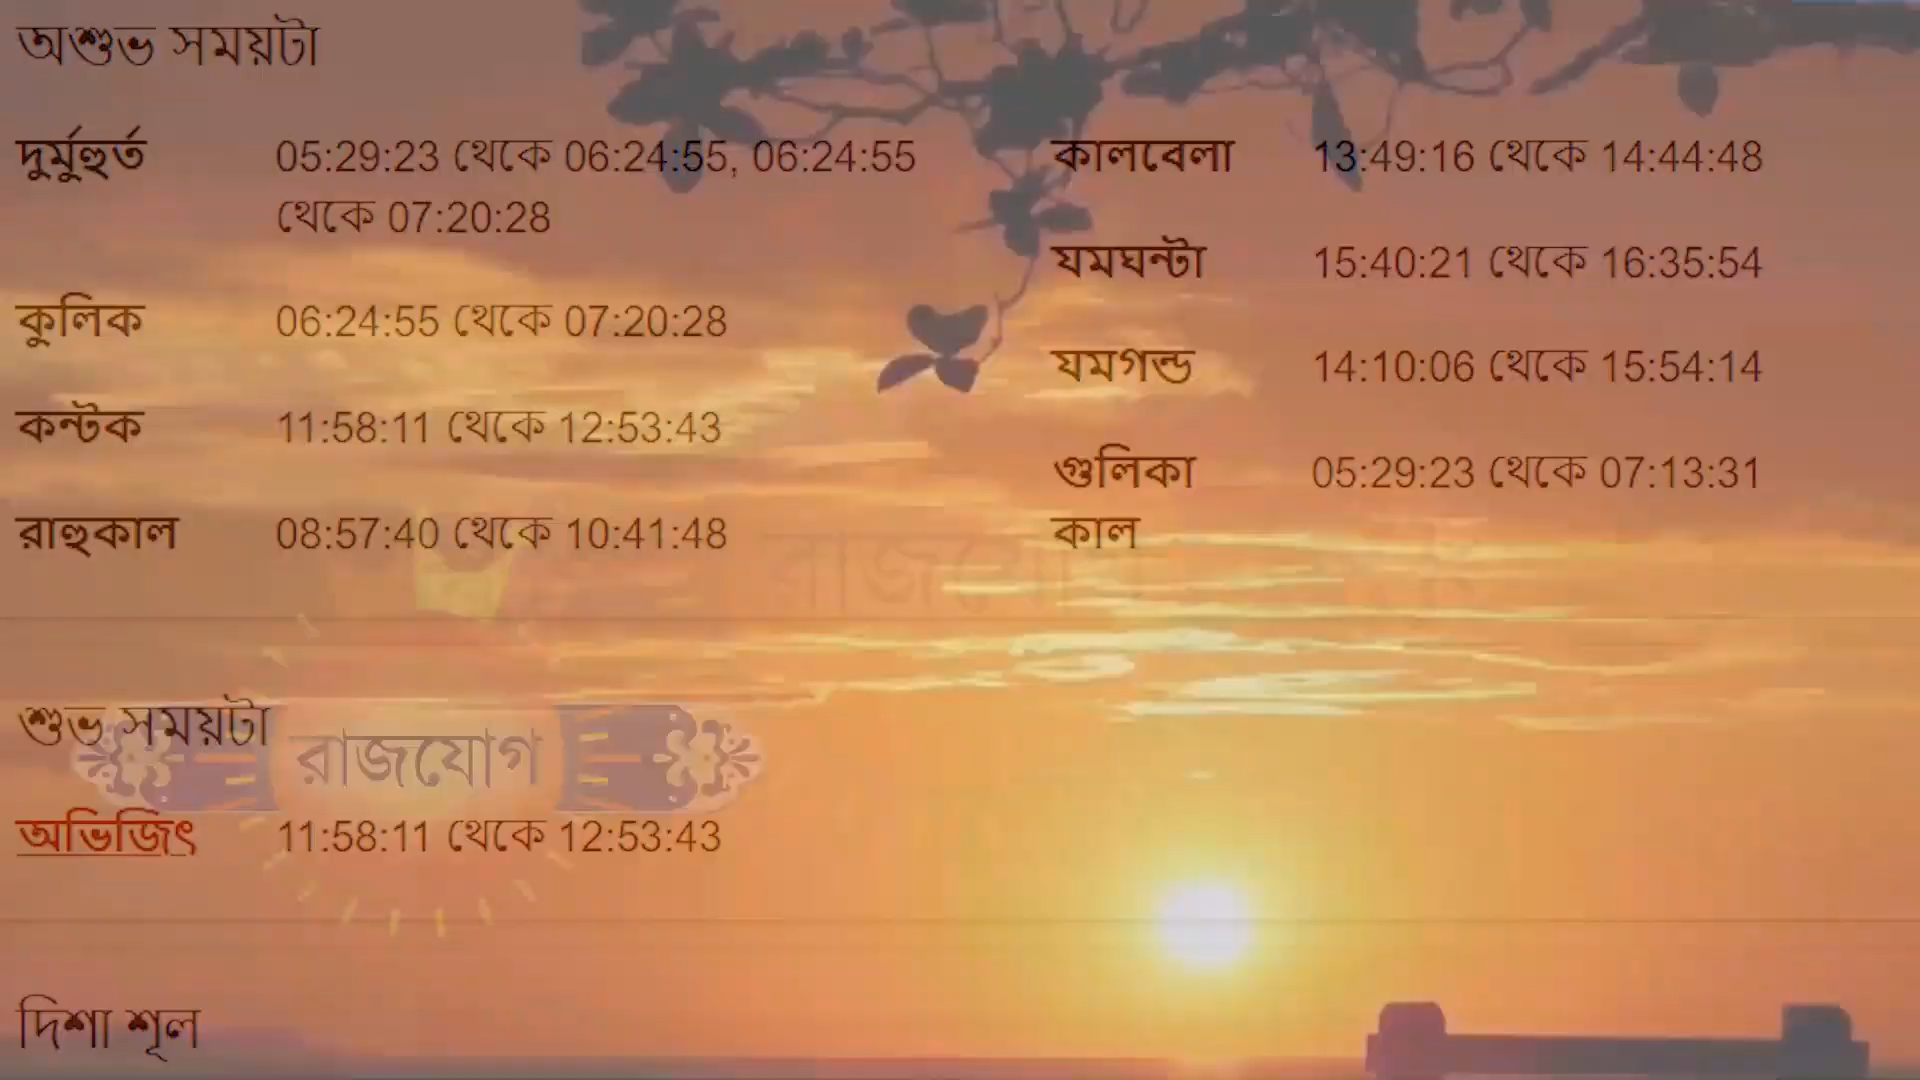 অশুভ সময়টা
দুর্মুহুর্ত 05:29:23 থেকে 06:24:55, 06:24:55
থেকে 07:20:28
কুলিক 06:24:55 থেকে 07:20:28
কন্টক 11:58:11 থেকে 12:53:43
রাহুকাল 08:57:40 থেকে 10:41:48
কালবেলা 13:49:16 থেকে 14:44:48
যমঘন্টা 15:40:21 থেকে 16:35:54
যমগন্ড 14:10:06 থেকে 15:54:14
গুলিকা 05:29:23 থেকে 07:13:31
কাল
রাজযোগ
শুভ সময়টা
রাজযোগ
অভিজিৎ 11:58:11 থেকে 12:53:43
দিশা শূল